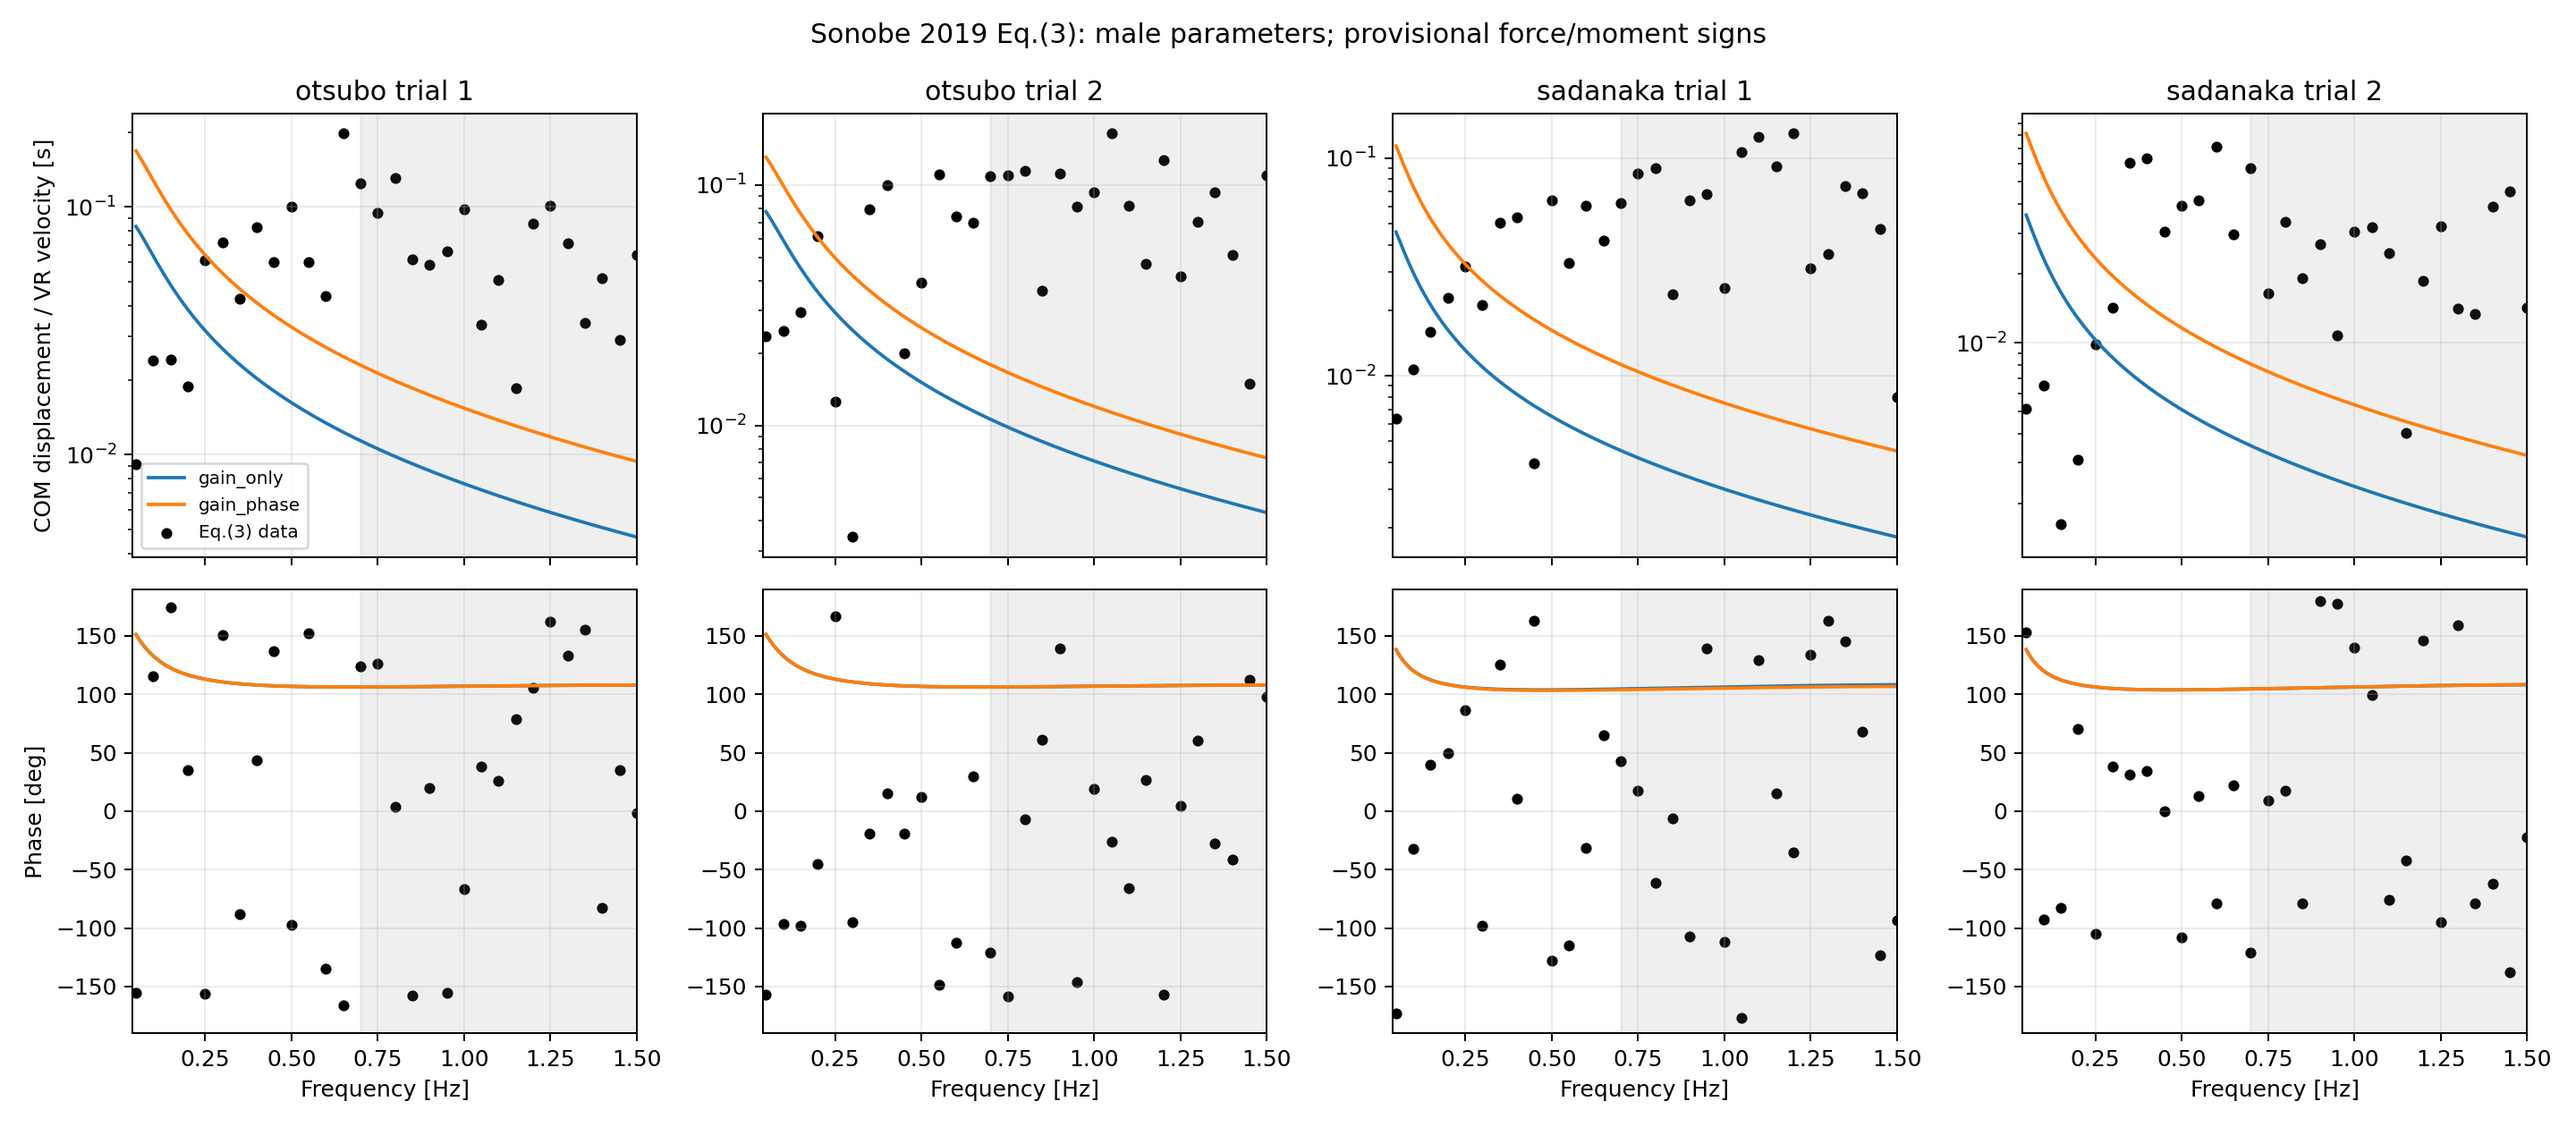 Sonobe 2019 Eq.(3): male parameters; provisional force/moment signs
otsubo trial 1
otsubo trial 2
sadanaka trial 1
sadanaka trial 2
COM displacement / VR velocity [s]
10⁻¹
10⁻²
gain_only
gain_phase
Eq.(3) data
10⁻¹
10⁻²
10⁻¹
10⁻²
10⁻²
Phase [deg]
150
100
50
0
−50
−100
−150
0.25 0.50 0.75 1.00 1.25 1.50
Frequency [Hz]
150
100
50
0
−50
−100
−150
0.25 0.50 0.75 1.00 1.25 1.50
Frequency [Hz]
150
100
50
0
−50
−100
−150
0.25 0.50 0.75 1.00 1.25 1.50
Frequency [Hz]
150
100
50
0
−50
−100
−150
0.25 0.50 0.75 1.00 1.25 1.50
Frequency [Hz]